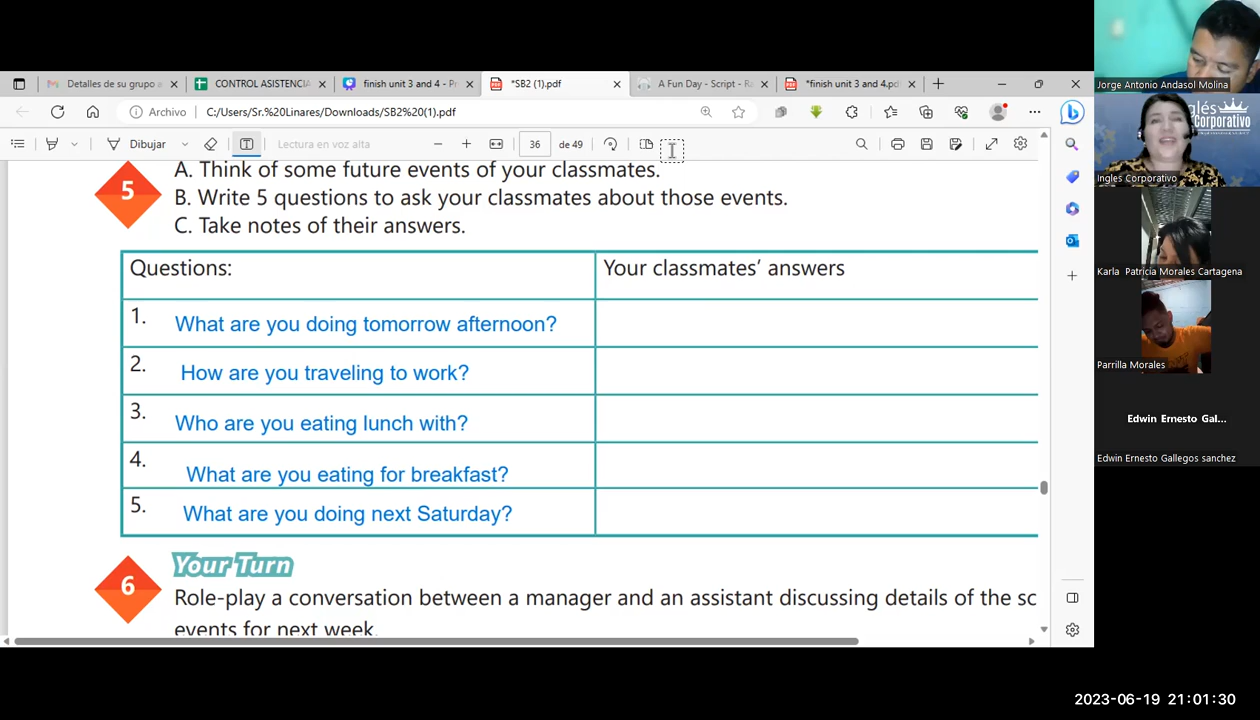 Detalles de su grupo a
CONTROL ASISTENCIA
finish unit 3 and 4 - Pr
*SB2 (1).pdf
A Fun Day - Script - Ra
*finish unit 3 and 4.pdf
Archivo
C:/Users/Sr.%20Linares/Downloads/SB2%20(1).pdf
Dibujar
Lectura en voz alta
36
de 49
5
A. Think of some future events of your classmates.
B. Write 5 questions to ask your classmates about those events.
C. Take notes of their answers.
Questions:
Your classmates' answers
1. What are you doing tomorrow afternoon?
2. How are you traveling to work?
3. Who are you eating lunch with?
4. What are you eating for breakfast?
5. What are you doing next Saturday?
6
Your Turn
Role-play a conversation between a manager and an assistant discussing details of the sc
events for next week.
Jorge Antonio Andasol Molina
glés
Corporativo
Ingles Corporativo
Karla Patricia Morales Cartagena
Parrilla Morales
Edwin Ernesto Gal...
Edwin Ernesto Gallegos sanchez
2023-06-19 21:01:30